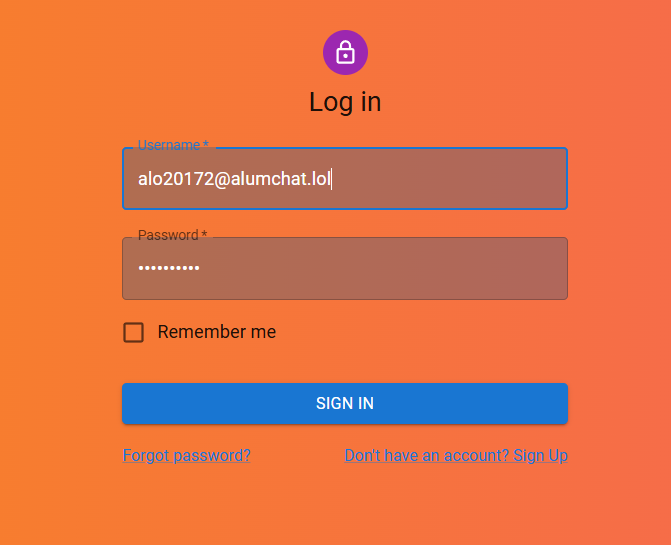 Log in
Username *
alo20172@alumchat.lol
Password *
••••••••••
Remember me
SIGN IN
Forgot password? Don't have an account? Sign Up